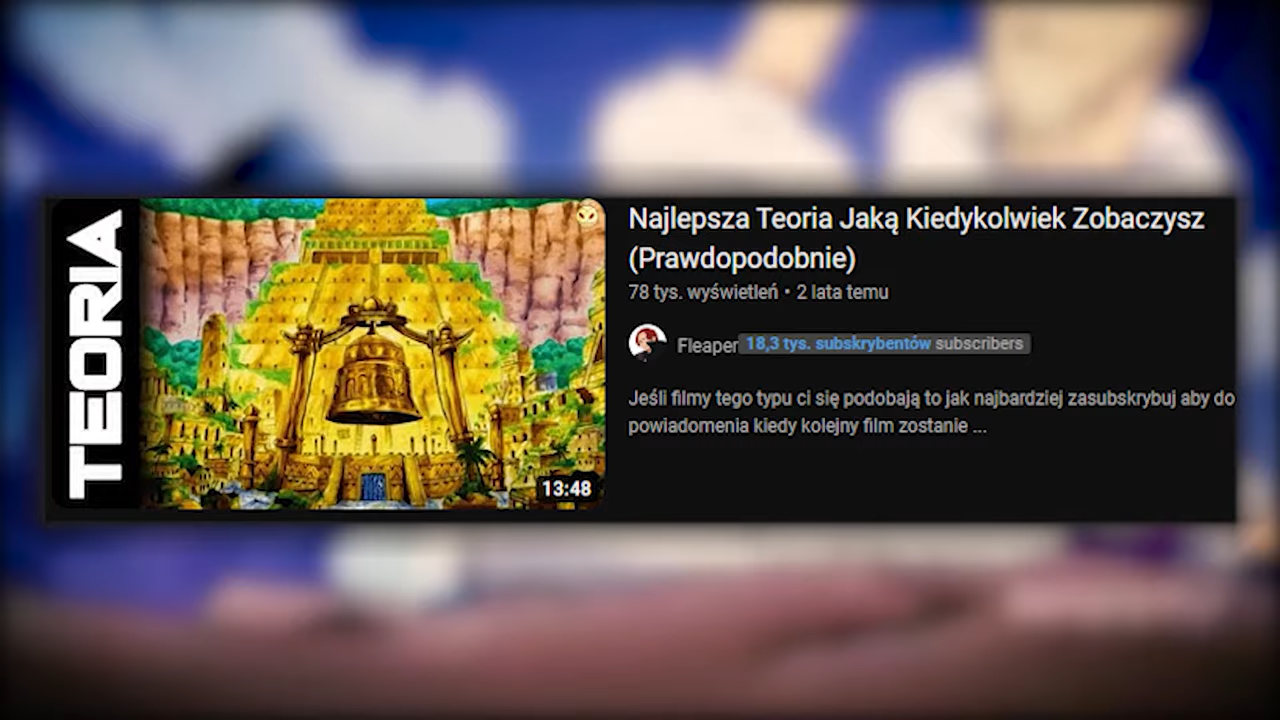 TEORIA
13:48
Najlepsza Teoria Jaką Kiedykolwiek Zobaczysz
(Prawdopodobnie)
78 tys. wyświetleń • 2 lata temu
Fleaper 18,3 tys. subskrybentów subscribers
Jeśli filmy tego typu ci się podobają to jak najbardziej zasubskrybuj aby do
powiadomienia kiedy kolejny film zostanie ...